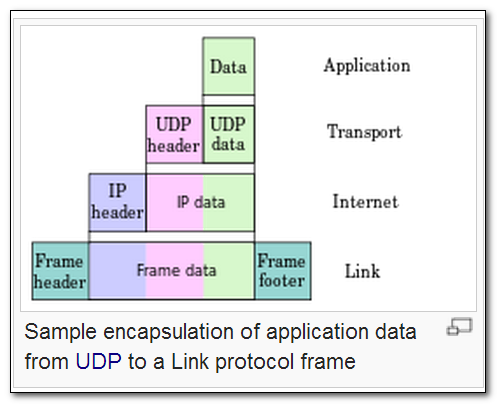 Data Application
UDP header UDP data Transport
IP header IP data Internet
Frame header Frame data Frame footer Link
Sample encapsulation of application data
from UDP to a Link protocol frame